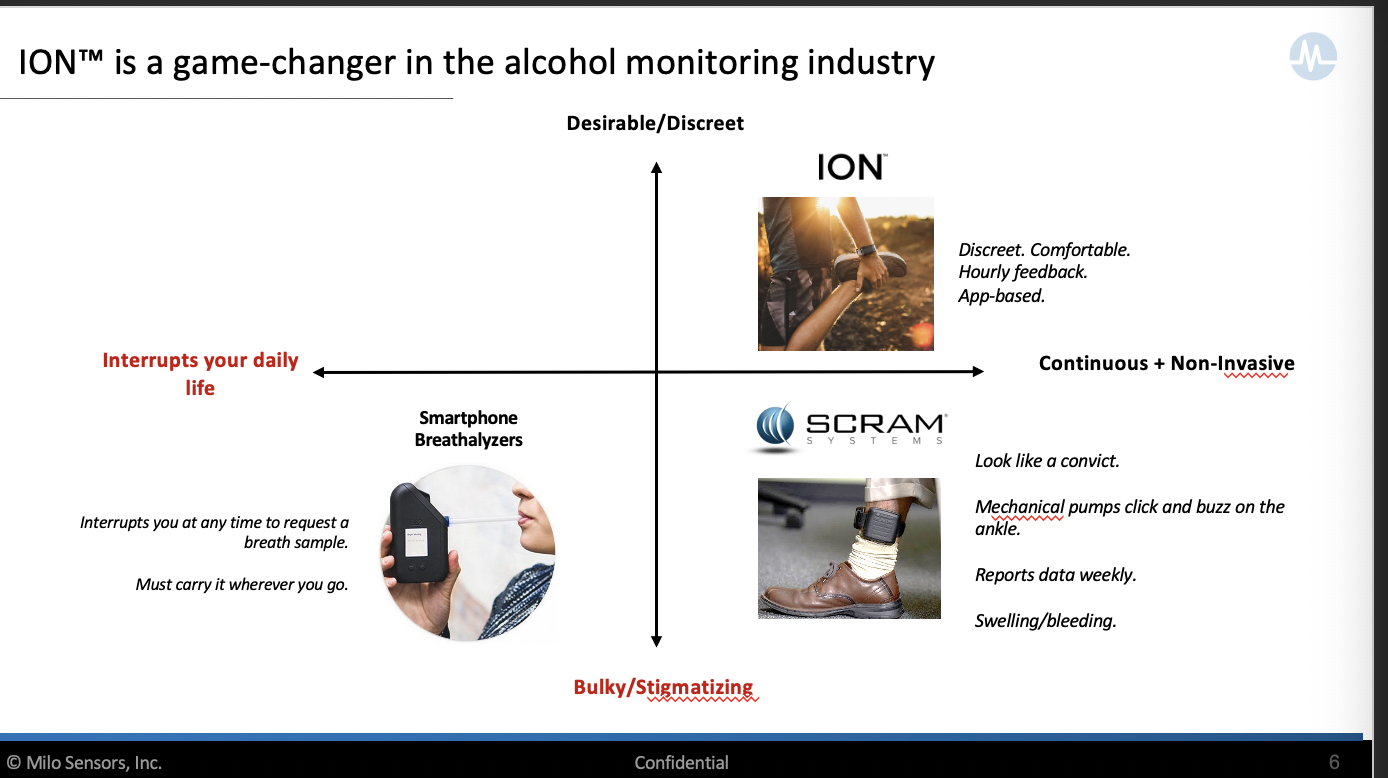 ION™ is a game-changer in the alcohol monitoring industry
Desirable/Discreet
ION™
Discreet. Comfortable.
Hourly feedback.
App-based.
Interrupts your daily
life
Continuous + Non-Invasive
Smartphone
Breathalyzers
SCRAM®
SYSTEMS
Look like a convict.
Mechanical pumps click and buzz on the
ankle.
Reports data weekly.
Swelling/bleeding.
Interrupts you at any time to request a
breath sample.
Must carry it wherever you go.
Bulky/Stigmatizing
© Milo Sensors, Inc.
Confidential
6